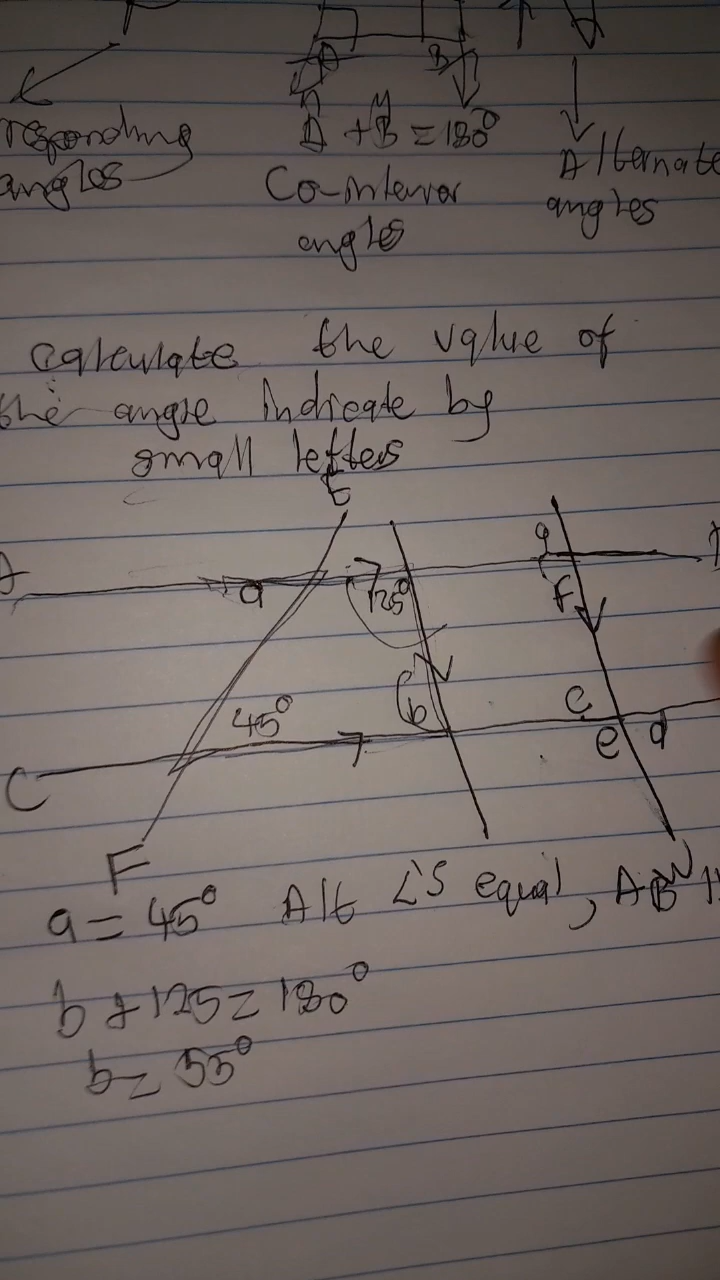 A B
responding
angles
A + B = 180°
Co-interior
angles
Alternate
angles
calculate the value of
the angle indicate by
small letters
E
A
g
a
125°
f
45°
b
c
e d
C
F
a = 45° Alt L'S equal, AB ||
b + 125 = 180°
b = 55°